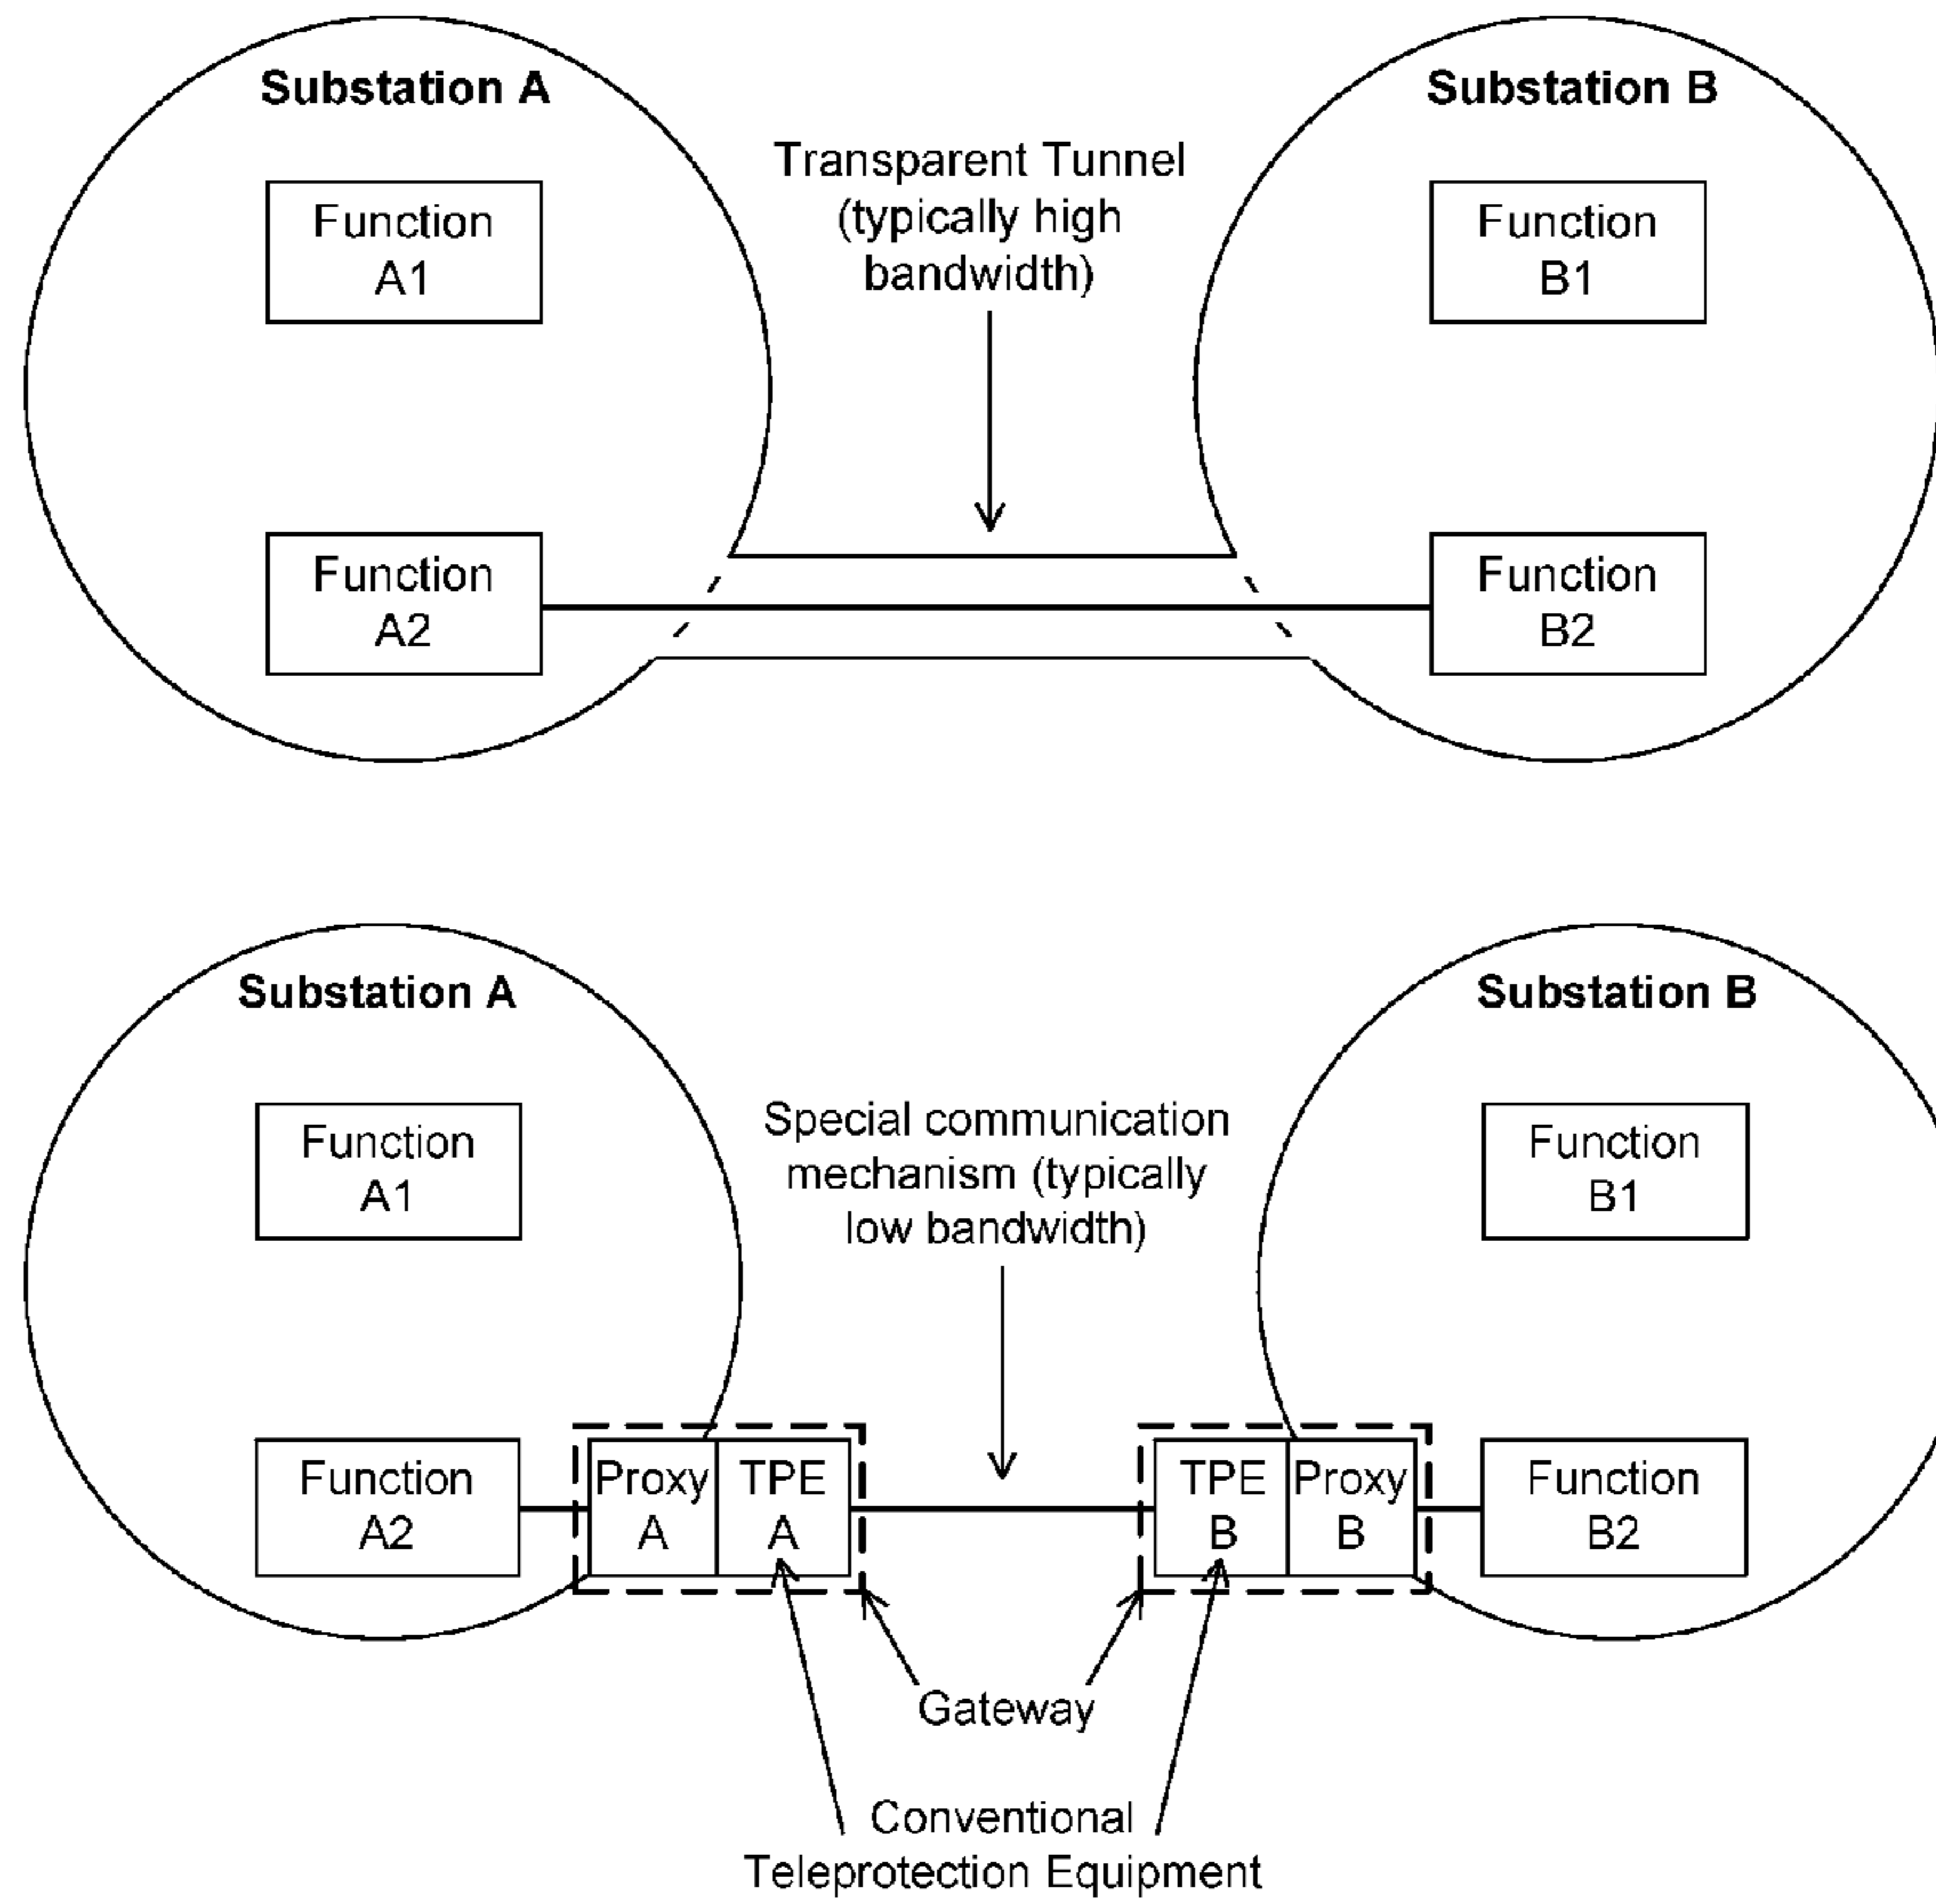 Substation A
Substation B
Transparent Tunnel
(typically high
bandwidth)
Function
A1
Function
B1
Function
A2
Function
B2
Substation A
Substation B
Special communication
mechanism (typically
low bandwidth)
Function
A1
Function
B1
Function
A2
Proxy
A
TPE
A
TPE
B
Proxy
B
Function
B2
Gateway
Conventional
Teleprotection Equipment